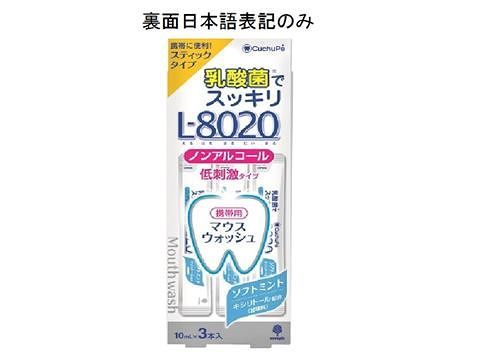 裏面日本語表記のみ
CuchuPe
携帯に便利!
スティック
タイプ
乳酸菌で
スッキリ
L-8020
ノンアルコール
低刺激タイプ
携帯用
マウス
ウォッシュ
Mouthwash
ソフトミント
キシリトール配合
10mL×3本入